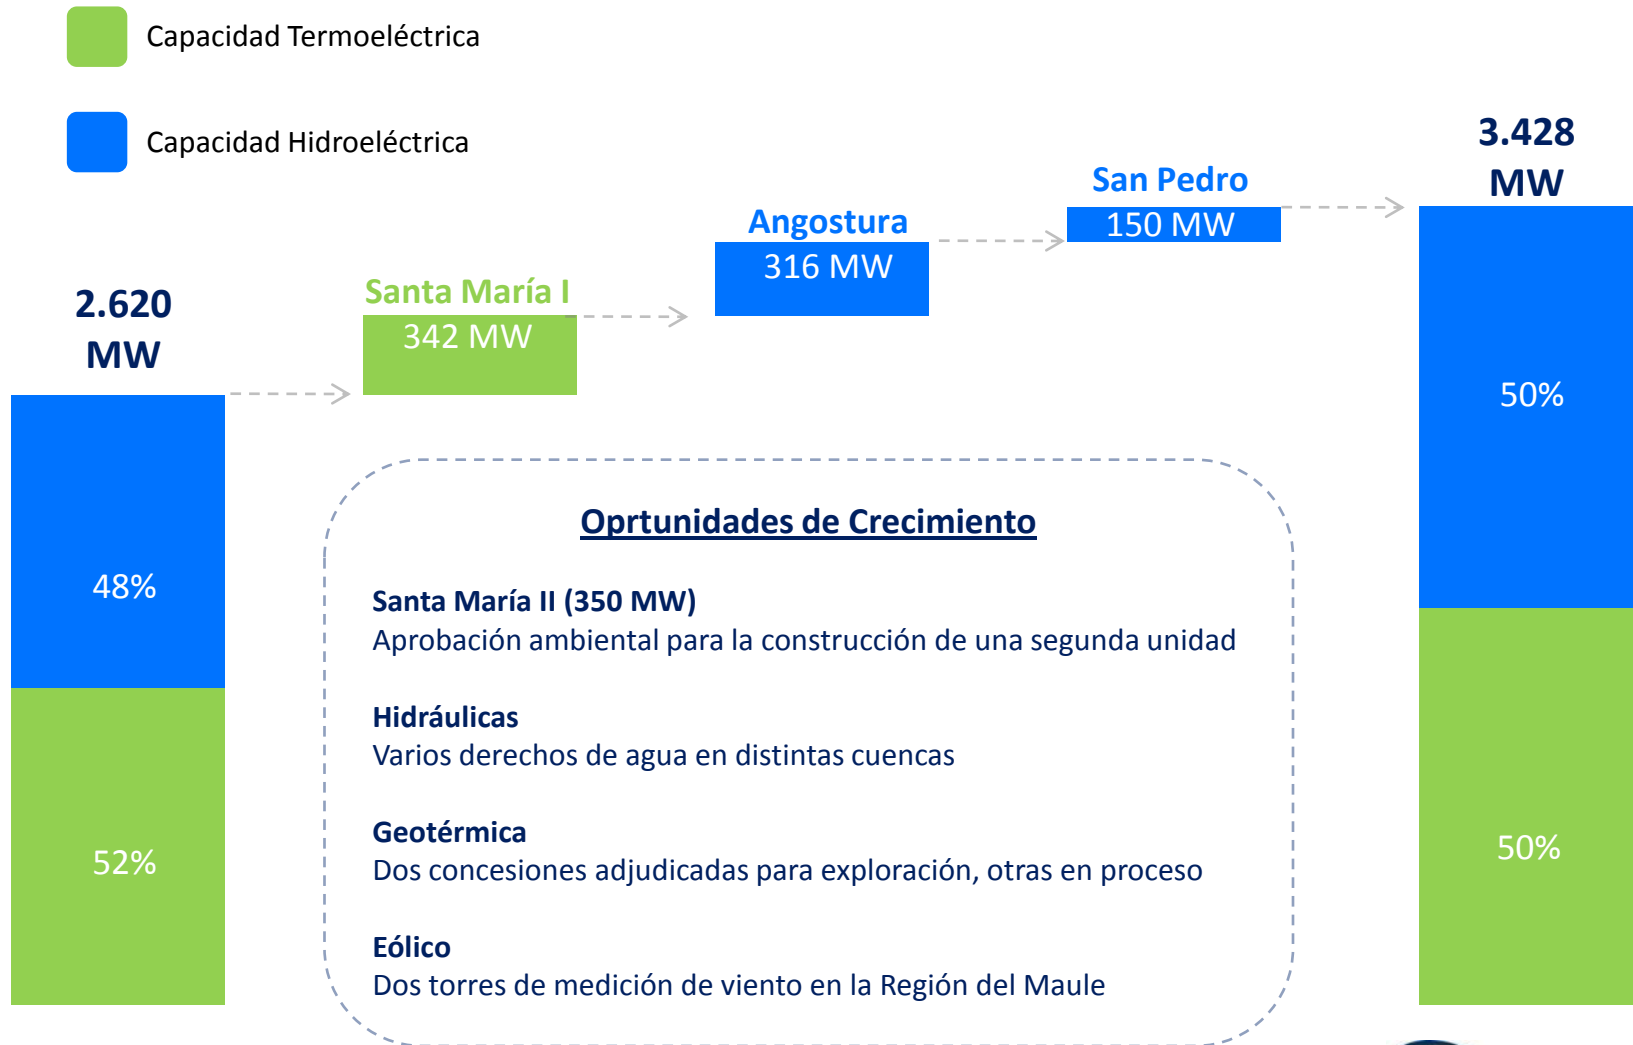 Capacidad Termoeléctrica
Capacidad Hidroeléctrica
2.620
MW
48%
52%
Santa María I
342 MW
Angostura
316 MW
San Pedro
150 MW
3.428
MW
50%
50%
Oprtunidades de Crecimiento
Santa María II (350 MW)
Aprobación ambiental para la construcción de una segunda unidad
Hidráulicas
Varios derechos de agua en distintas cuencas
Geotérmica
Dos concesiones adjudicadas para exploración, otras en proceso
Eólico
Dos torres de medición de viento en la Región del Maule